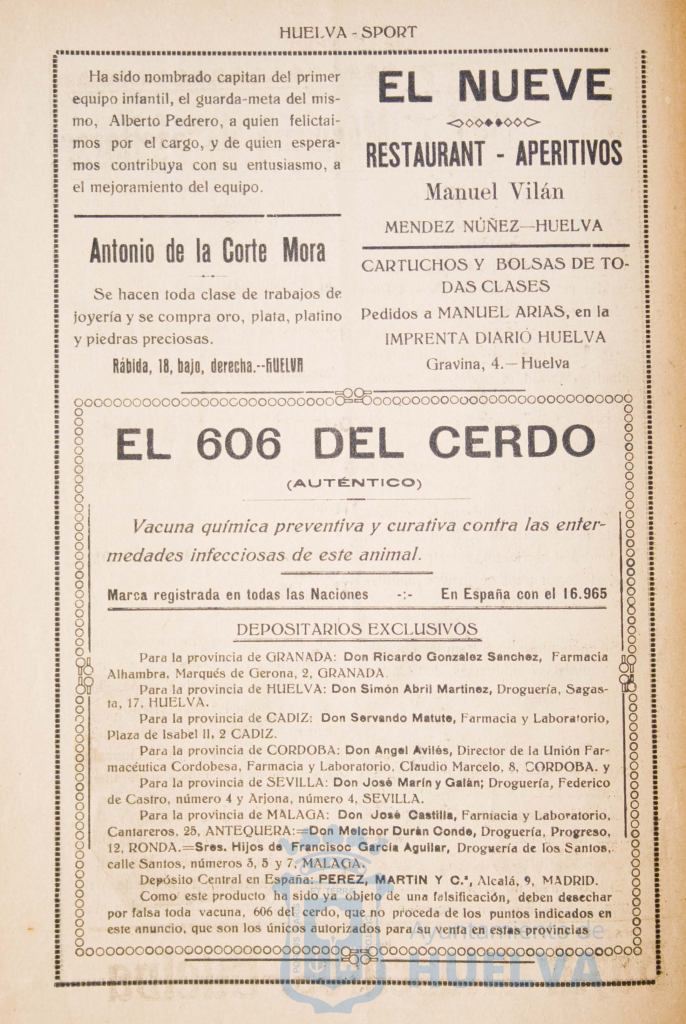 HUELVA - SPORT
Ha sido nombrado capitan del primer
equipo infantil, el guarda-meta del mis-
mo, Alberto Pedrero, a quien felictai-
mos por el cargo, y de quien espera-
mos contribuya con su entusiasmo, a
el mejoramiento del equipo.
Antonio de la Corte Mora
Se hacen toda clase de trabajos de
joyería y se compra oro, plata, platino
y piedras preciosas.
Rábida, 18, bajo, derecha.--HUELVA
EL NUEVE
RESTAURANT - APERITIVOS
Manuel Vilán
MENDEZ NÚÑEZ—HUELVA
CARTUCHOS Y BOLSAS DE TO-
DAS CLASES
Pedidos a MANUEL ARIAS, en la
IMPRENTA DIARIO HUELVA
Gravina, 4.—Huelva
EL 606 DEL CERDO
(AUTÉNTICO)
Vacuna química preventiva y curativa contra las enfer-
medades infecciosas de este animal.
Marca registrada en todas las Naciones -:- En España con el 16.965
DEPOSITARIOS EXCLUSIVOS
Para la provincia de GRANADA: Don Ricardo Gonzalez Sanchez, Farmacia
Alhambra, Marqués de Gerona, 2, GRANADA.
Para la provincia de HUELVA: Don Simón Abril Martinez, Droguería, Sagas-
ta, 17, HUELVA.
Para la provincia de CADIZ: Don Servando Matute, Farmacia y Laboratorio,
Plaza de Isabel II, 2 CADIZ.
Para la provincia de CORDOBA: Don Angel Avilés, Director de la Unión Far-
macéutica Cordobesa, Farmacia y Laboratorio, Claudio Marcelo, 8, CORDOBA. y
Para la provincia de SEVILLA: Don José Marín y Galán; Droguería, Federico
de Castro, número 4 y Arjona, número 4, SEVILLA.
Para la provincia de MALAGA: Don José Castilla, Farmacia y Laboratorio,
Cantareros, 25, ANTEQUERA:=Don Melchor Durán Conde, Droguería, Progreso,
12, RONDA.=Sres. Hijos de Francisoc García Aguilar, Droguería de los Santos,
calle Santos, números 3, 5 y 7, MALAGA.
Depósito Central en España: PEREZ, MARTIN Y C.ª, Alcalá, 9, MADRID.
Como este producto ha sido ya objeto de una falsificación, deben desechar
por falsa toda vacuna, 606 del cerdo, que no proceda de los puntos indicados en
este anuncio, que son los únicos autorizados para su venta en estas provincias
Ayuntamiento de
HUELVA